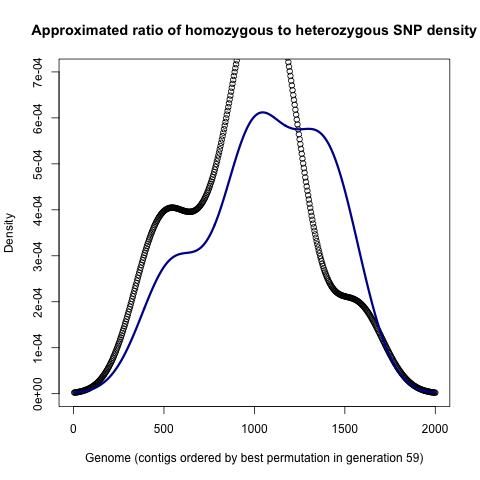 Approximated ratio of homozygous to heterozygous SNP density
7e-04
6e-04
5e-04
4e-04
3e-04
2e-04
1e-04
0e+00
Density
0 500 1000 1500 2000
Genome (contigs ordered by best permutation in generation 59)